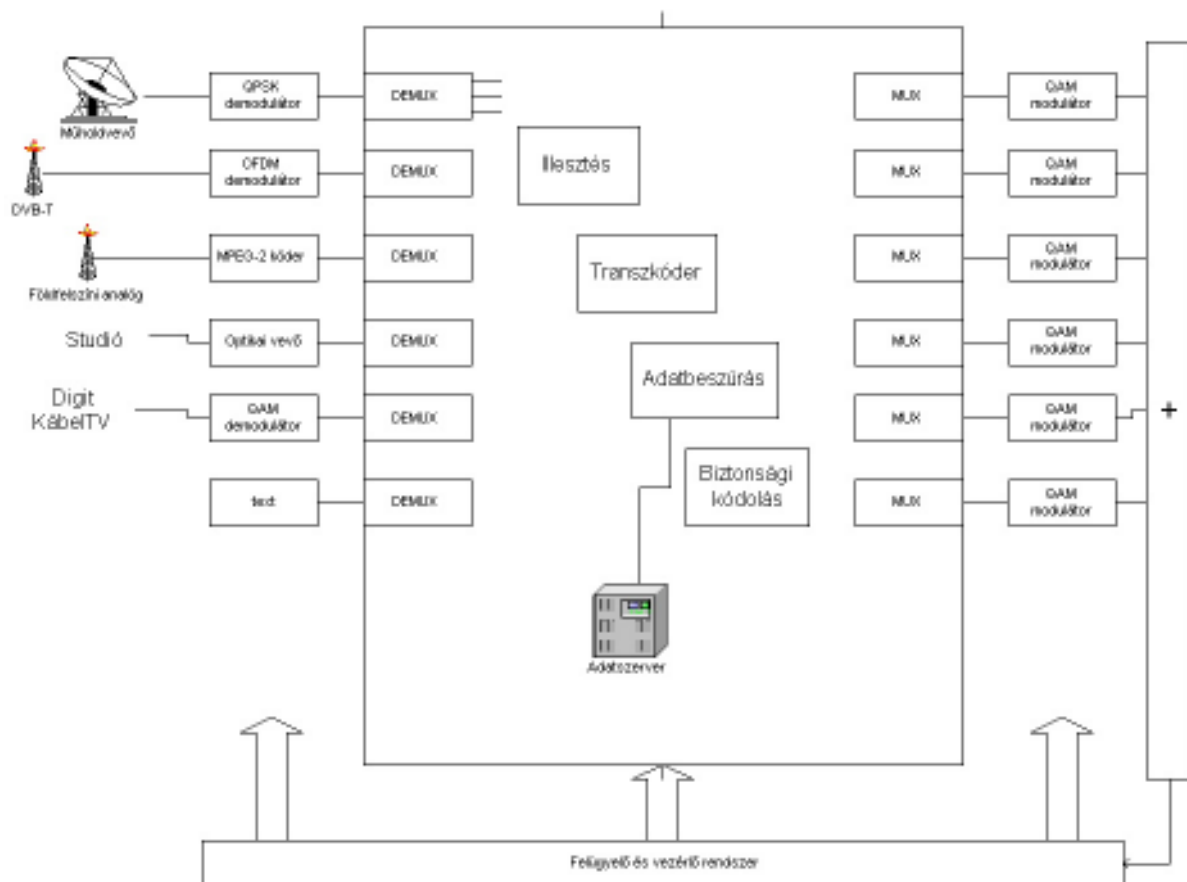 QPSK
demodulátor
DEMUX
MUX
QAM
modulátor
Műholdvevő
OFDM
demodulátor
DEMUX
Illesztés
MUX
QAM
modulátor
DVB-T
MPEG-2 kóder
DEMUX
Transzkóder
MUX
QAM
modulátor
Földfelszíni analóg
Studió
Optikai vevő
DEMUX
MUX
QAM
modulátor
Adatbeszúrás
Digit
KábelTV
QAM
demodulátor
DEMUX
MUX
QAM
modulátor
+
text
DEMUX
Biztonsági
kódolás
MUX
QAM
modulátor
Adatszerver
Felügyelő és vezérlő rendszer